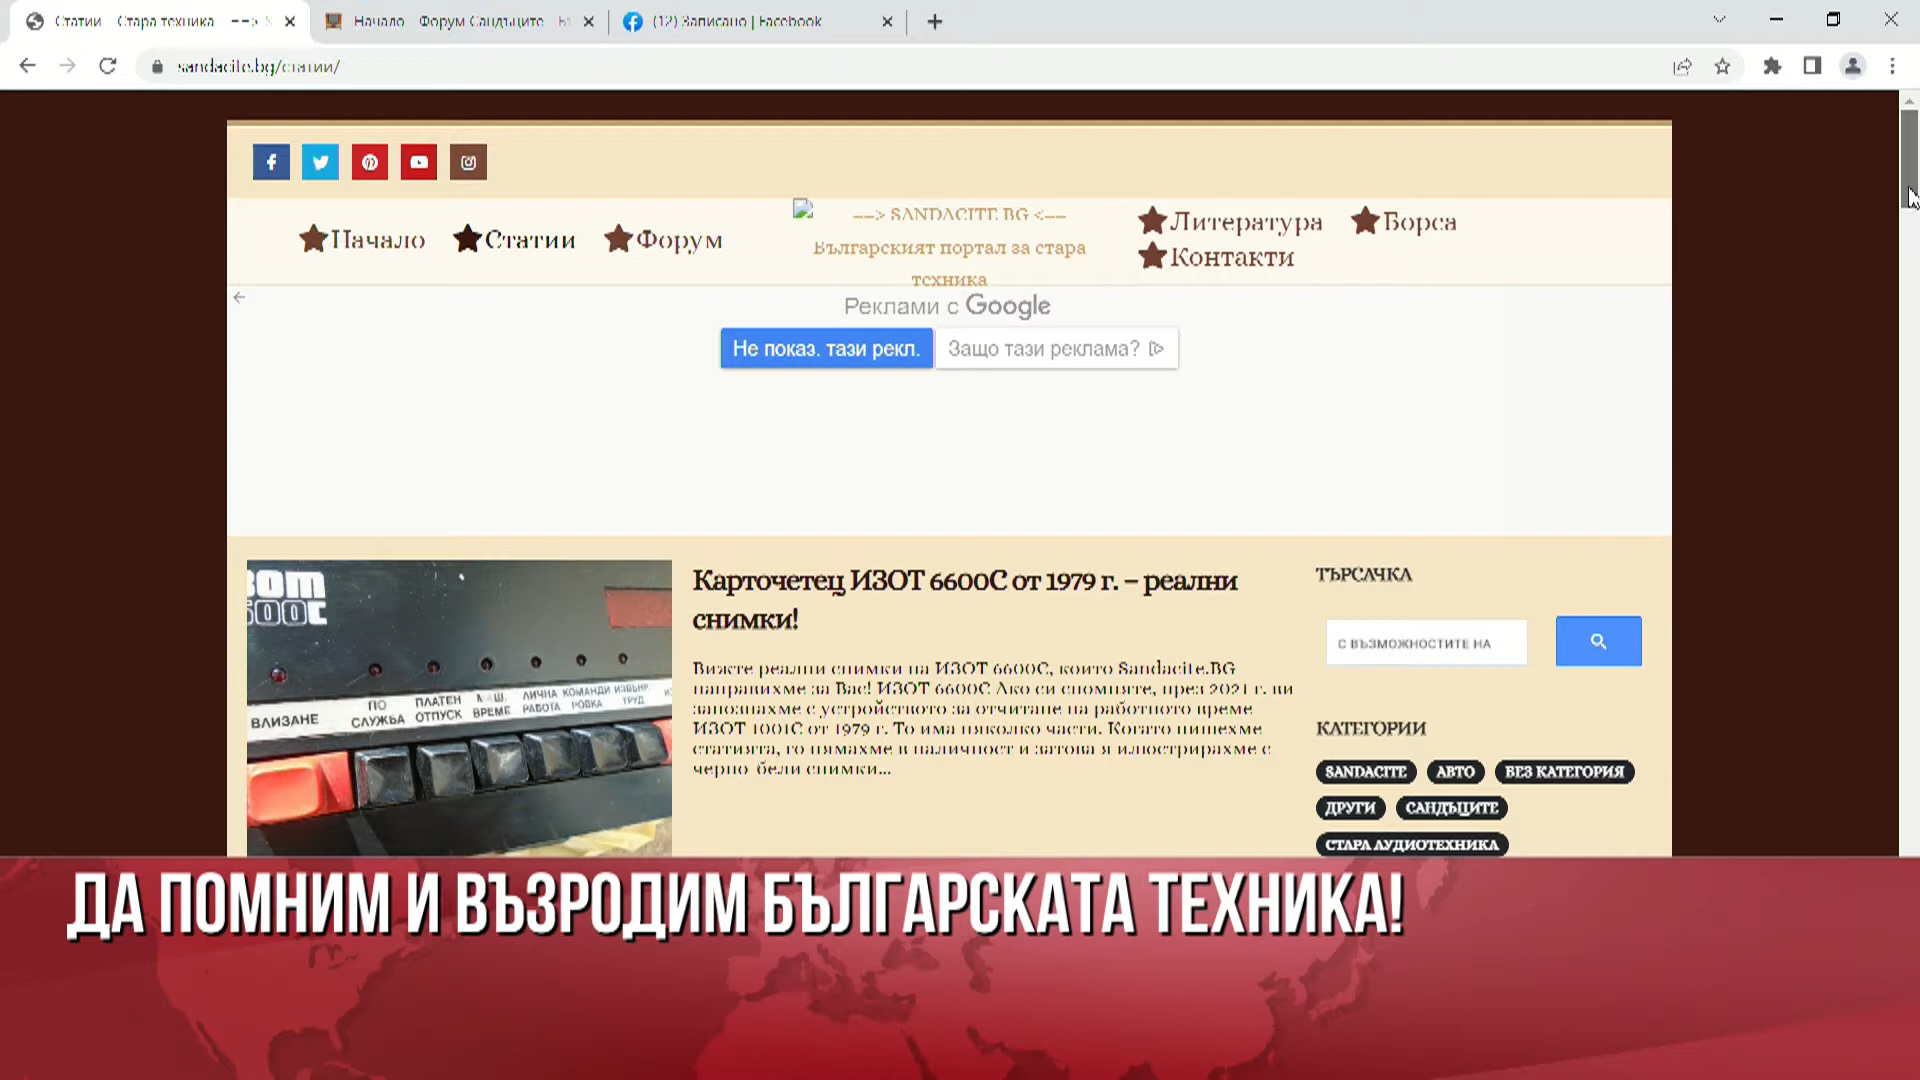 Статии Стара техника ==> S
Начало Форум Сандъците
(12) Записано | Facebook
sandacite.bg/статии/
Начало
Статии
Форум
==> SANDACITE BG <==
Българският портал за стара
техника
Литература
Борса
Контакти
Реклами с Google
Не показ. тази рекл.
Защо тази реклама?
Карточетец ИЗОТ 6600С от 1979 г. – реални
снимки!
Вижте реални снимки на ИЗОТ 6600С, които Sandacite.BG
направихме за Вас! ИЗОТ 6600С Ако си спомняте, през 2021 г. ви
запознахме с устройството за отчитане на работното време
ИЗОТ 1001С от 1979 г. То има няколко части. Когато пишехме
статията, го нямахме в наличност и затова я илюстрирахме с
черно-бели снимки...
ТЪРСАЧКА
С ВЪЗМОЖНОСТИТЕ НА
КАТЕГОРИИ
SANDACITE
АВТО
БЕЗ КАТЕГОРИЯ
ДРУГИ
САНДЪЦИТЕ
СТАРА АУДИОТЕХНИКА
ВЛИЗАНЕ
ПО СЛУЖБА
ПЛАТЕН ОТПУСК
ВРЕМЕ
ЛИЧНА РАБОТА
КОМАНДИ РОВКА
ИЗВЪНР. ТРУД
ДА ПОМНИМ И ВЪЗРОДИМ БЪЛГАРСКАТА ТЕХНИКА!